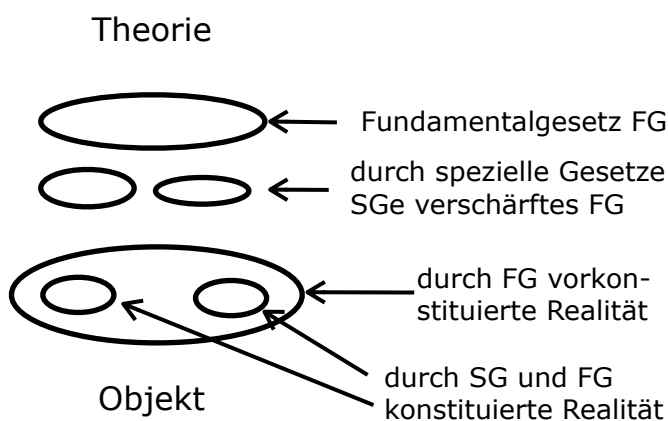 Theorie
Fundamentalgesetz FG
durch spezielle Gesetze
SGe verschärftes FG
durch FG vorkon-
stituierte Realität
durch SG und FG
konstituierte Realität
Objekt